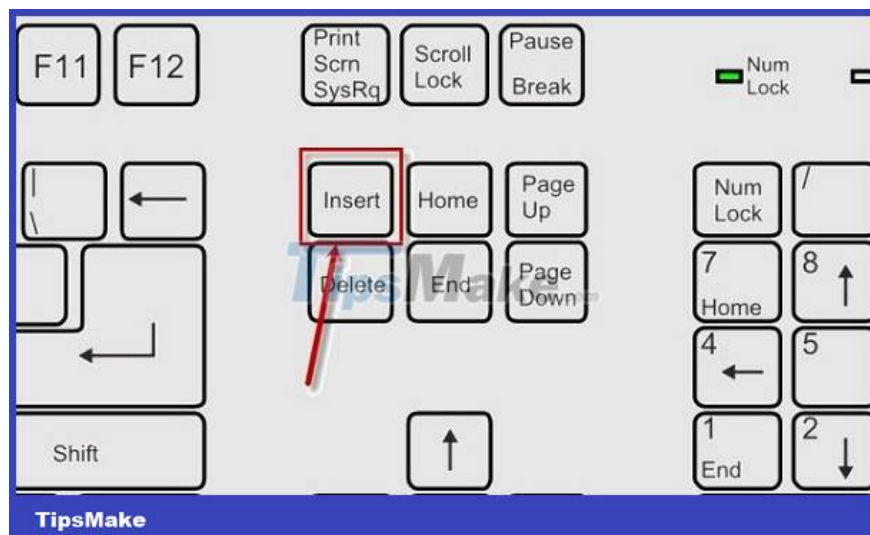 F11
F12
Print
Scrn
SysRq
Scroll
Lock
Pause
Break
Num
Lock
|
\
Insert
Home
Page
Up
Num
Lock
/
Delete
End
Page
Down
TipsMake
.com
7
Home
8
4
5
Shift
1
End
2
TipsMake